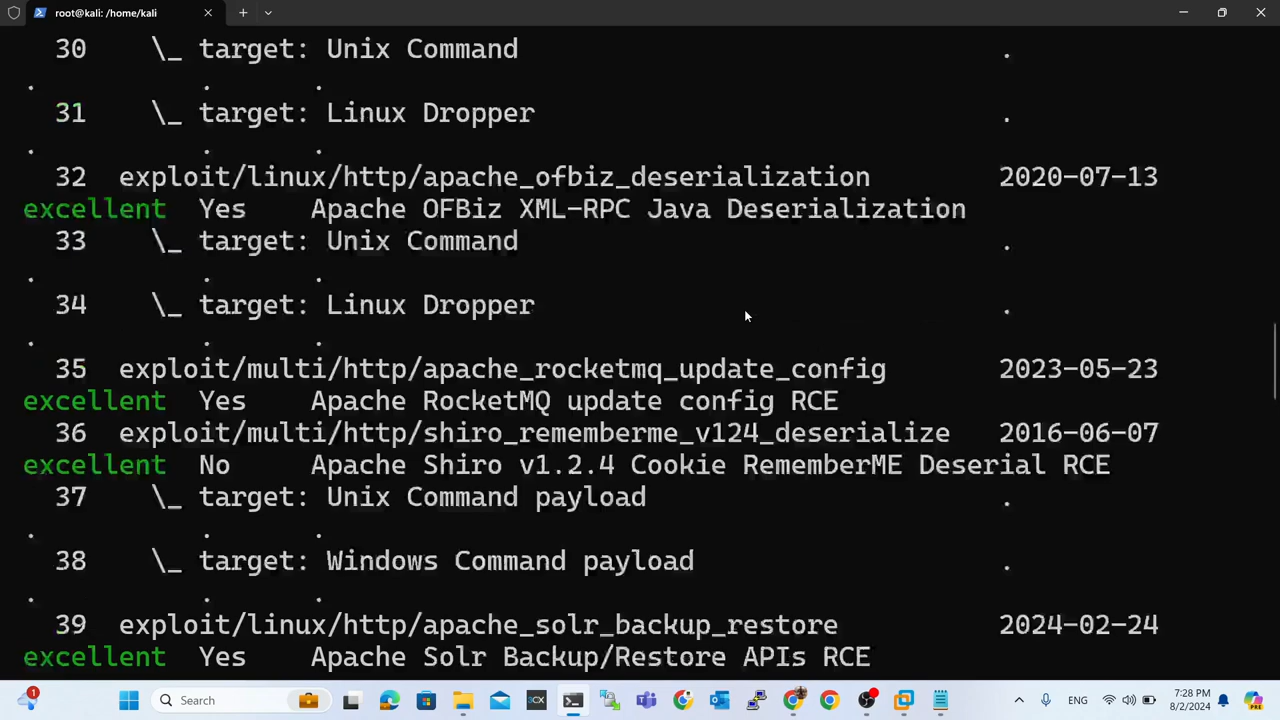 root@kali: /home/kali
30 \_ target: Unix Command .
. . .
31 \_ target: Linux Dropper .
. . .
32 exploit/linux/http/apache_ofbiz_deserialization 2020-07-13
excellent Yes Apache OFBiz XML-RPC Java Deserialization
33 \_ target: Unix Command .
. . .
34 \_ target: Linux Dropper .
. . .
35 exploit/multi/http/apache_rocketmq_update_config 2023-05-23
excellent Yes Apache RocketMQ update config RCE
36 exploit/multi/http/shiro_rememberme_v124_deserialize 2016-06-07
excellent No Apache Shiro v1.2.4 Cookie RememberME Deserial RCE
37 \_ target: Unix Command payload .
. . .
38 \_ target: Windows Command payload .
. . .
39 exploit/linux/http/apache_solr_backup_restore 2024-02-24
excellent Yes Apache Solr Backup/Restore APIs RCE
1 Search 3CX ENG 7:28 PM
8/2/2024 PRE